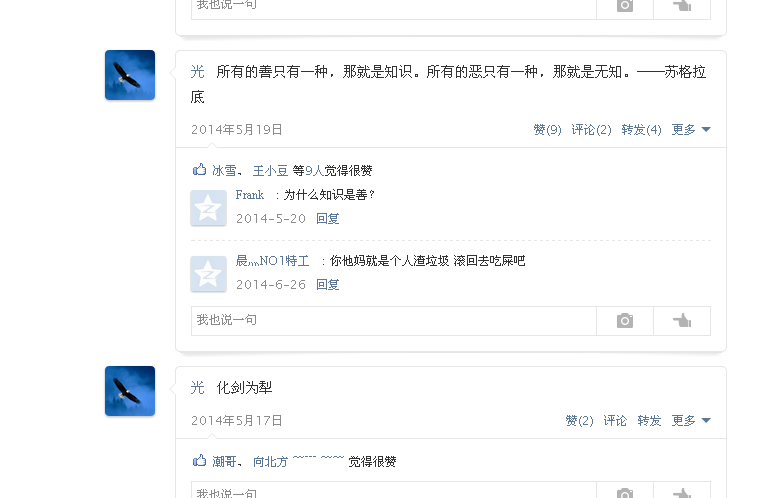 我也说一句
光 所有的善只有一种，那就是知识。所有的恶只有一种，那就是无知。——苏格拉
底
2014年5月19日 赞(9) 评论(2) 转发(4) 更多
冰雪、 王小豆 等9人觉得很赞
Frank ：为什么知识是善？
2014-5-20 回复
晨灬NO1特工 ：你他妈就是个人渣垃圾 滚回去吃屎吧
2014-6-26 回复
我也说一句
光 化剑为犁
2014年5月17日 赞(2) 评论 转发 更多
潮哥、 向北方 ~~--- ~~~~ 觉得很赞
我也说一句